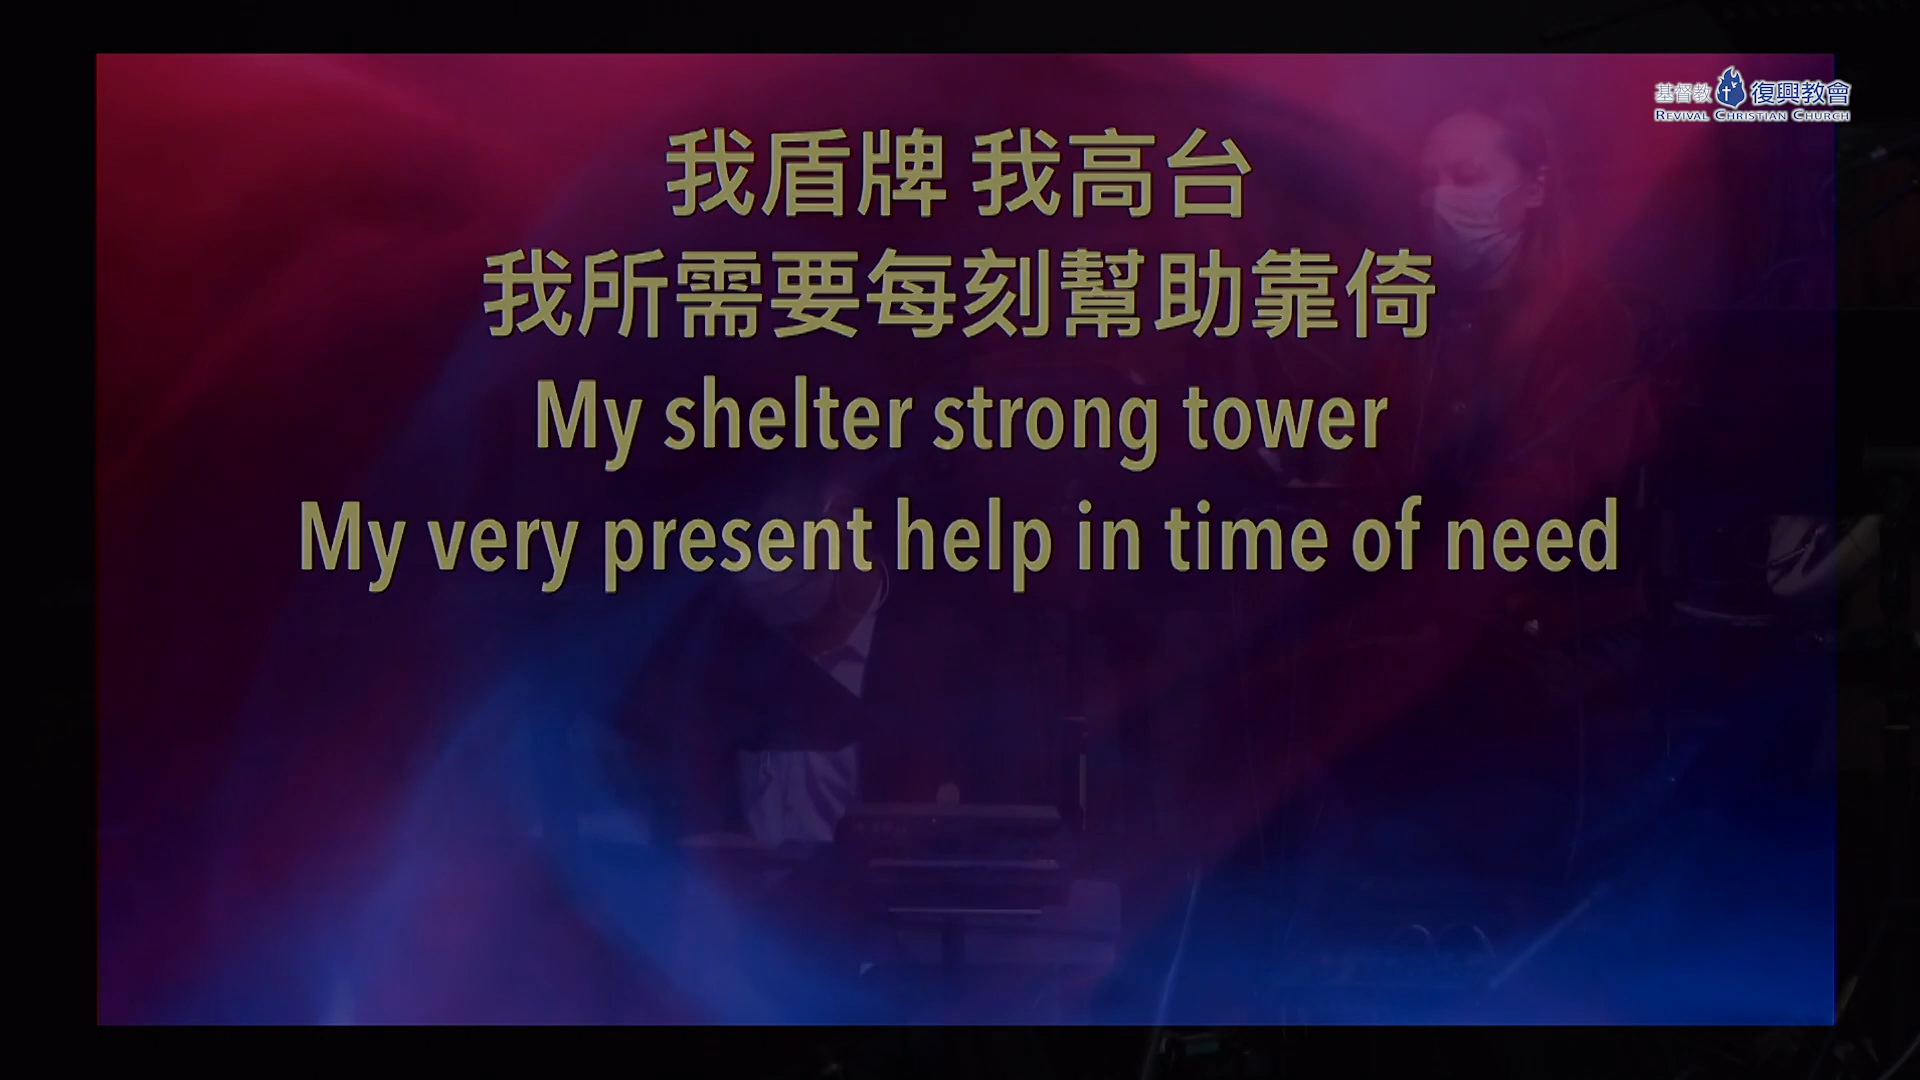 基督教 復興教會
REVIVAL CHRISTIAN CHURCH
我盾牌 我高台
我所需要每刻幫助靠倚
My shelter strong tower
My very present help in time of need